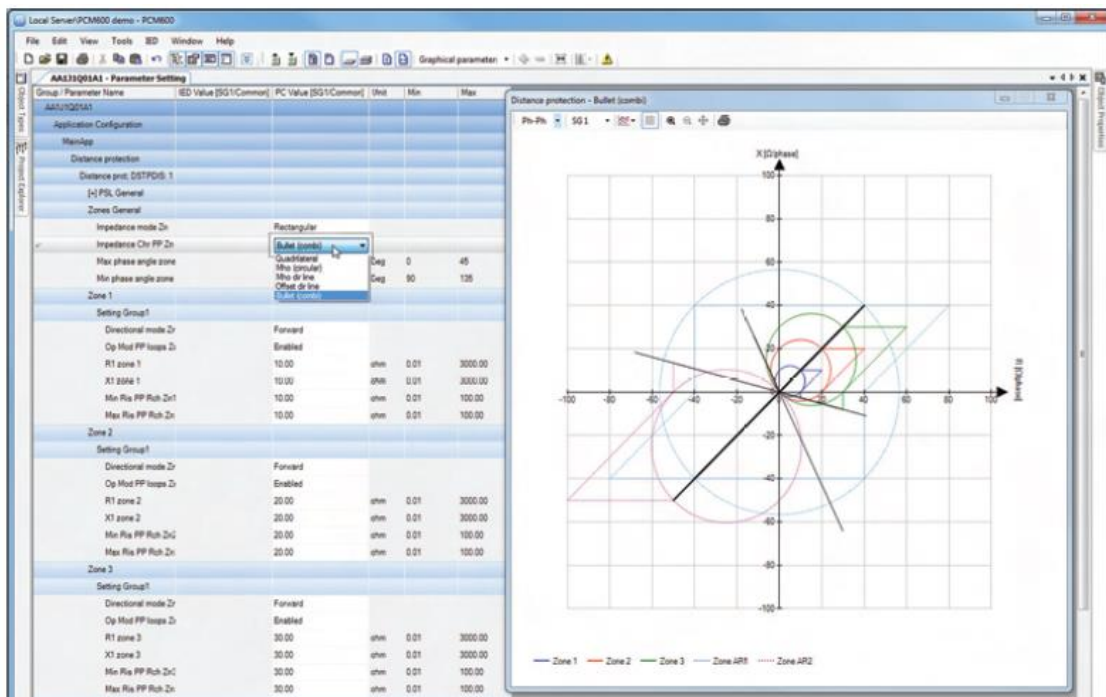 Local Server\PCM600 demo - PCM600
File Edit View Tools IED Window Help
Graphical parameter:
AA1J1Q01A1 - Parameter Setting
Group / Parameter Name IED Value [SG1/Common] PC Value [SG1/Common] Unit Min Max
AA1J1Q01A1
Application Configuration
MainApp
Distance protection
Distance prot: DSTPDIS: 1
[+] PSL General
Zones General
Impedance mode Zn Rectangular
Impedance Chr PP Zn Bullet (combi)
Quadrilateral
Mho (circular)
Mho dir line
Offset dir line
Bullet (combi)
Max phase angle zone Deg 0 45
Min phase angle zone Deg 90 135
Zone 1
Setting Group1
Directional mode Zr Forward
Op Mod PP loops Zi Enabled
R1 zone 1 10.00 ohm 0.01 3000.00
X1 zone 1 10.00 ohm 0.01 3000.00
Min Ris PP Rch Zn1 10.00 ohm 0.01 100.00
Max Ris PP Rch Zn 10.00 ohm 0.01 100.00
Zone 2
Setting Group1
Directional mode Zr Forward
Op Mod PP loops Zi Enabled
R1 zone 2 20.00 ohm 0.01 3000.00
X1 zone 2 20.00 ohm 0.01 3000.00
Min Ris PP Rch Zn2 20.00 ohm 0.01 100.00
Max Ris PP Rch Zn 20.00 ohm 0.01 100.00
Zone 3
Setting Group1
Directional mode Zr Forward
Op Mod PP loops Zi Enabled
R1 zone 3 30.00 ohm 0.01 3000.00
X1 zone 3 30.00 ohm 0.01 3000.00
Min Ris PP Rch Zn3 30.00 ohm 0.01 100.00
Max Ris PP Rch Zn 30.00 ohm 0.01 100.00
Object Types
Project Explorer
Object Properties
Distance protection - Bullet (combi)
Ph-Ph SG1
X [Ω/phase]
100
80
60
40
20
-100 -80 -60 -40 -20 0 20 40 60 80 100
R [Ω/phase]
-20
-40
-60
-80
-100
Zone 1 Zone 2 Zone 3 Zone AR1 Zone AR2